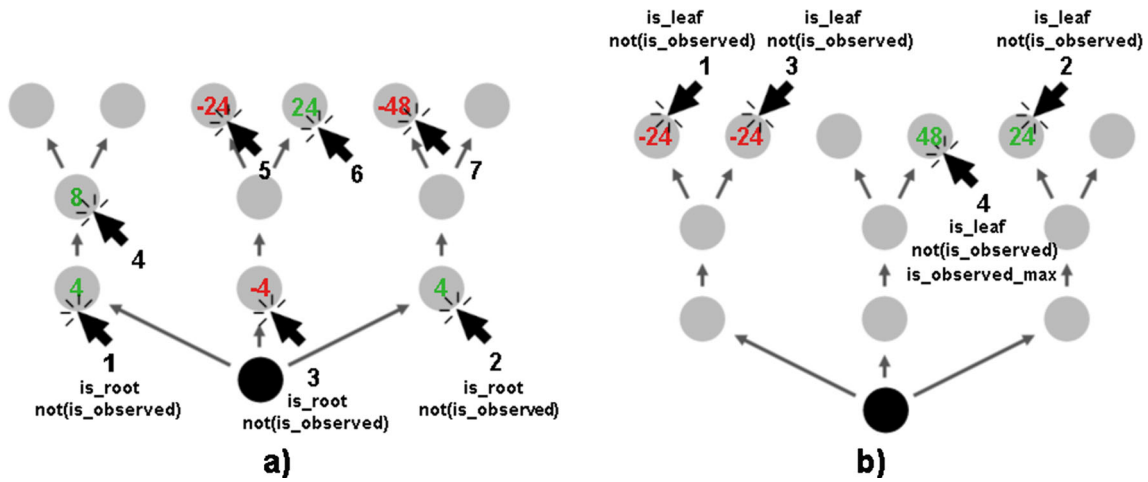 is_leaf
not(is_observed)
1
is_leaf
not(is_observed)
3
is_leaf
not(is_observed)
2
-24
24
-48
5
6
7
-24
-24
48
24
8
4
4
is_leaf
not(is_observed)
is_observed_max
4
-4
4
1
is_root
not(is_observed)
3
is_root
not(is_observed)
2
is_root
not(is_observed)
a)
b)